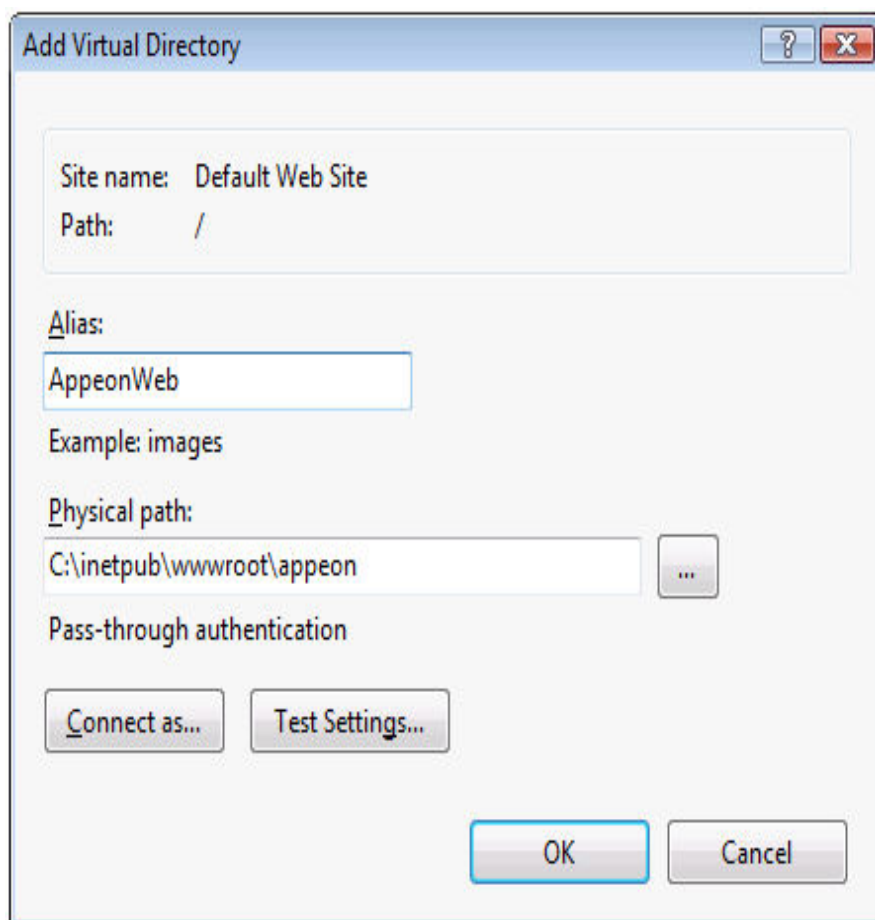 Add Virtual Directory
Site name: Default Web Site
Path: /
Alias:
AppeonWeb
Example: images
Physical path:
C:\inetpub\wwwroot\appeon
...
Pass-through authentication
Connect as... Test Settings...
OK Cancel